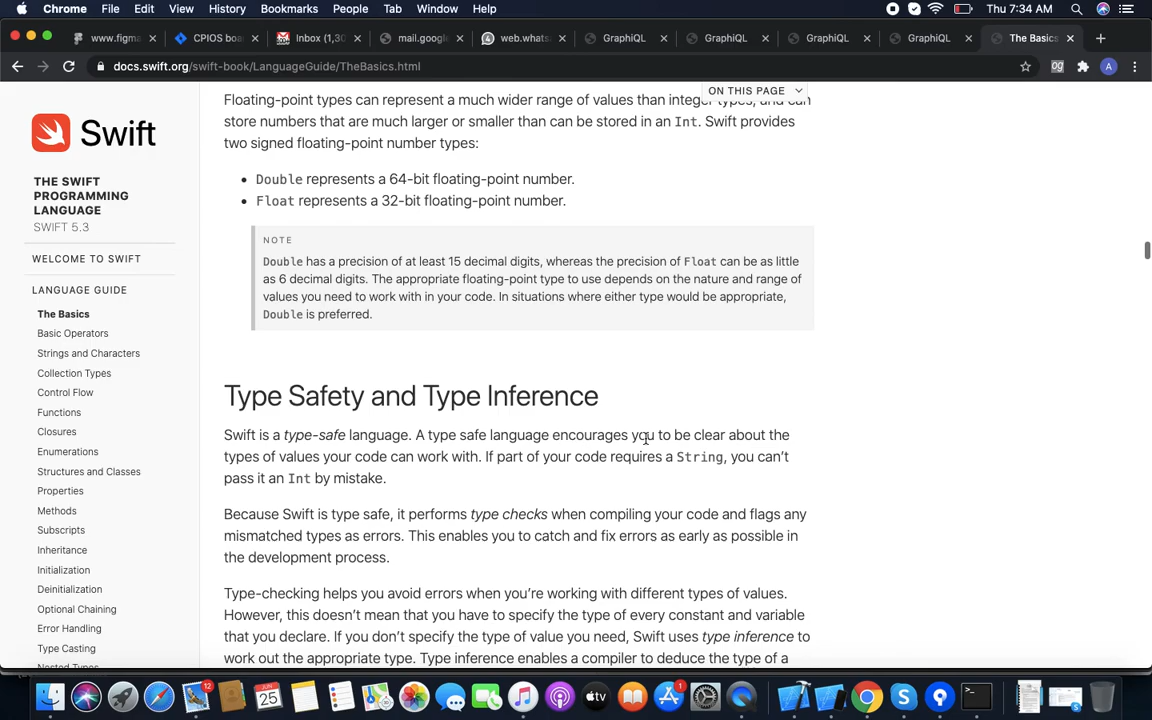 Chrome File Edit View History Bookmarks People Tab Window Help Thu 7:34 AM
www.figma CPIOS boa Inbox (1,30 mail.googl web.whats GraphiQL GraphiQL GraphiQL GraphiQL The Basics
docs.swift.org/swift-book/LanguageGuide/TheBasics.html
og A
ON THIS PAGE
Swift
THE SWIFT
PROGRAMMING
LANGUAGE
SWIFT 5.3
WELCOME TO SWIFT
LANGUAGE GUIDE
The Basics
Basic Operators
Strings and Characters
Collection Types
Control Flow
Functions
Closures
Enumerations
Structures and Classes
Properties
Methods
Subscripts
Inheritance
Initialization
Deinitialization
Optional Chaining
Error Handling
Type Casting
Nested Types
Floating-point types can represent a much wider range of values than integer types, and can
store numbers that are much larger or smaller than can be stored in an Int. Swift provides
two signed floating-point number types:
• Double represents a 64-bit floating-point number.
• Float represents a 32-bit floating-point number.
NOTE
Double has a precision of at least 15 decimal digits, whereas the precision of Float can be as little
as 6 decimal digits. The appropriate floating-point type to use depends on the nature and range of
values you need to work with in your code. In situations where either type would be appropriate,
Double is preferred.
Type Safety and Type Inference
Swift is a type-safe language. A type safe language encourages you to be clear about the
types of values your code can work with. If part of your code requires a String, you can't
pass it an Int by mistake.
Because Swift is type safe, it performs type checks when compiling your code and flags any
mismatched types as errors. This enables you to catch and fix errors as early as possible in
the development process.
Type-checking helps you avoid errors when you're working with different types of values.
However, this doesn't mean that you have to specify the type of every constant and variable
that you declare. If you don't specify the type of value you need, Swift uses type inference to
work out the appropriate type. Type inference enables a compiler to deduce the type of a
12 JUN 25 tv 1